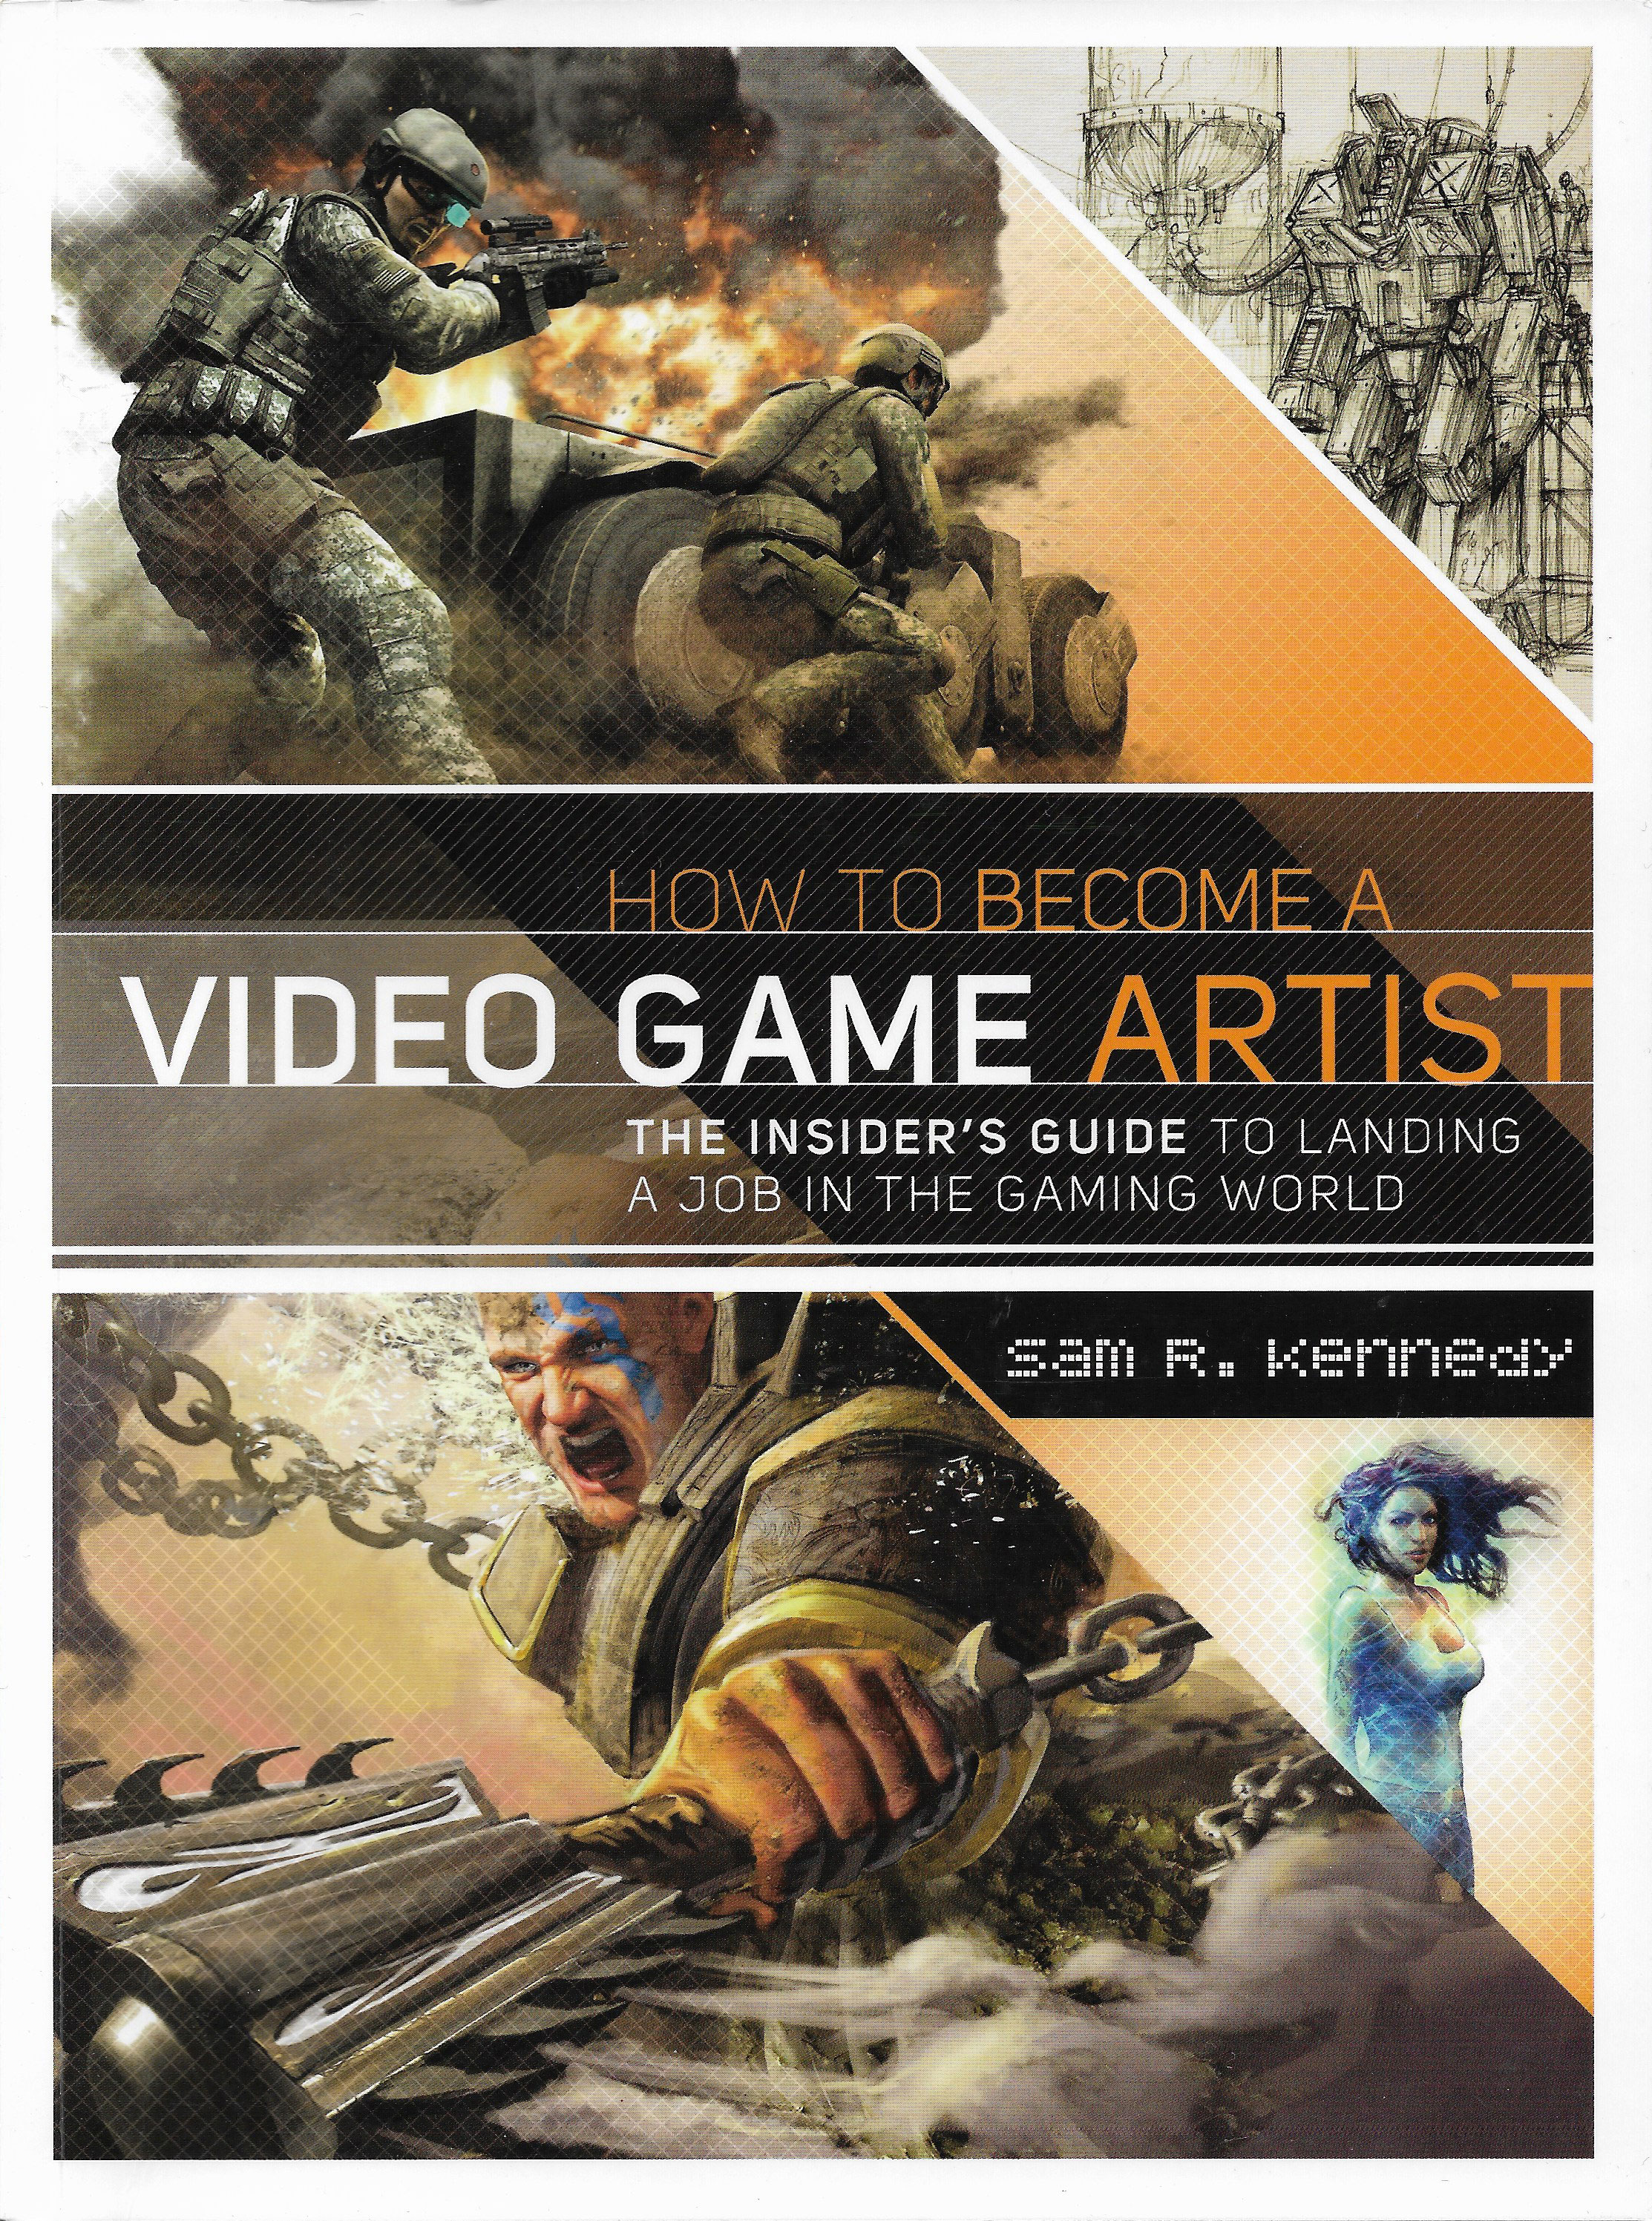 HOW TO BECOME A
VIDEO GAME ARTIST
THE INSIDER'S GUIDE TO LANDING
A JOB IN THE GAMING WORLD
sam R. kennedy